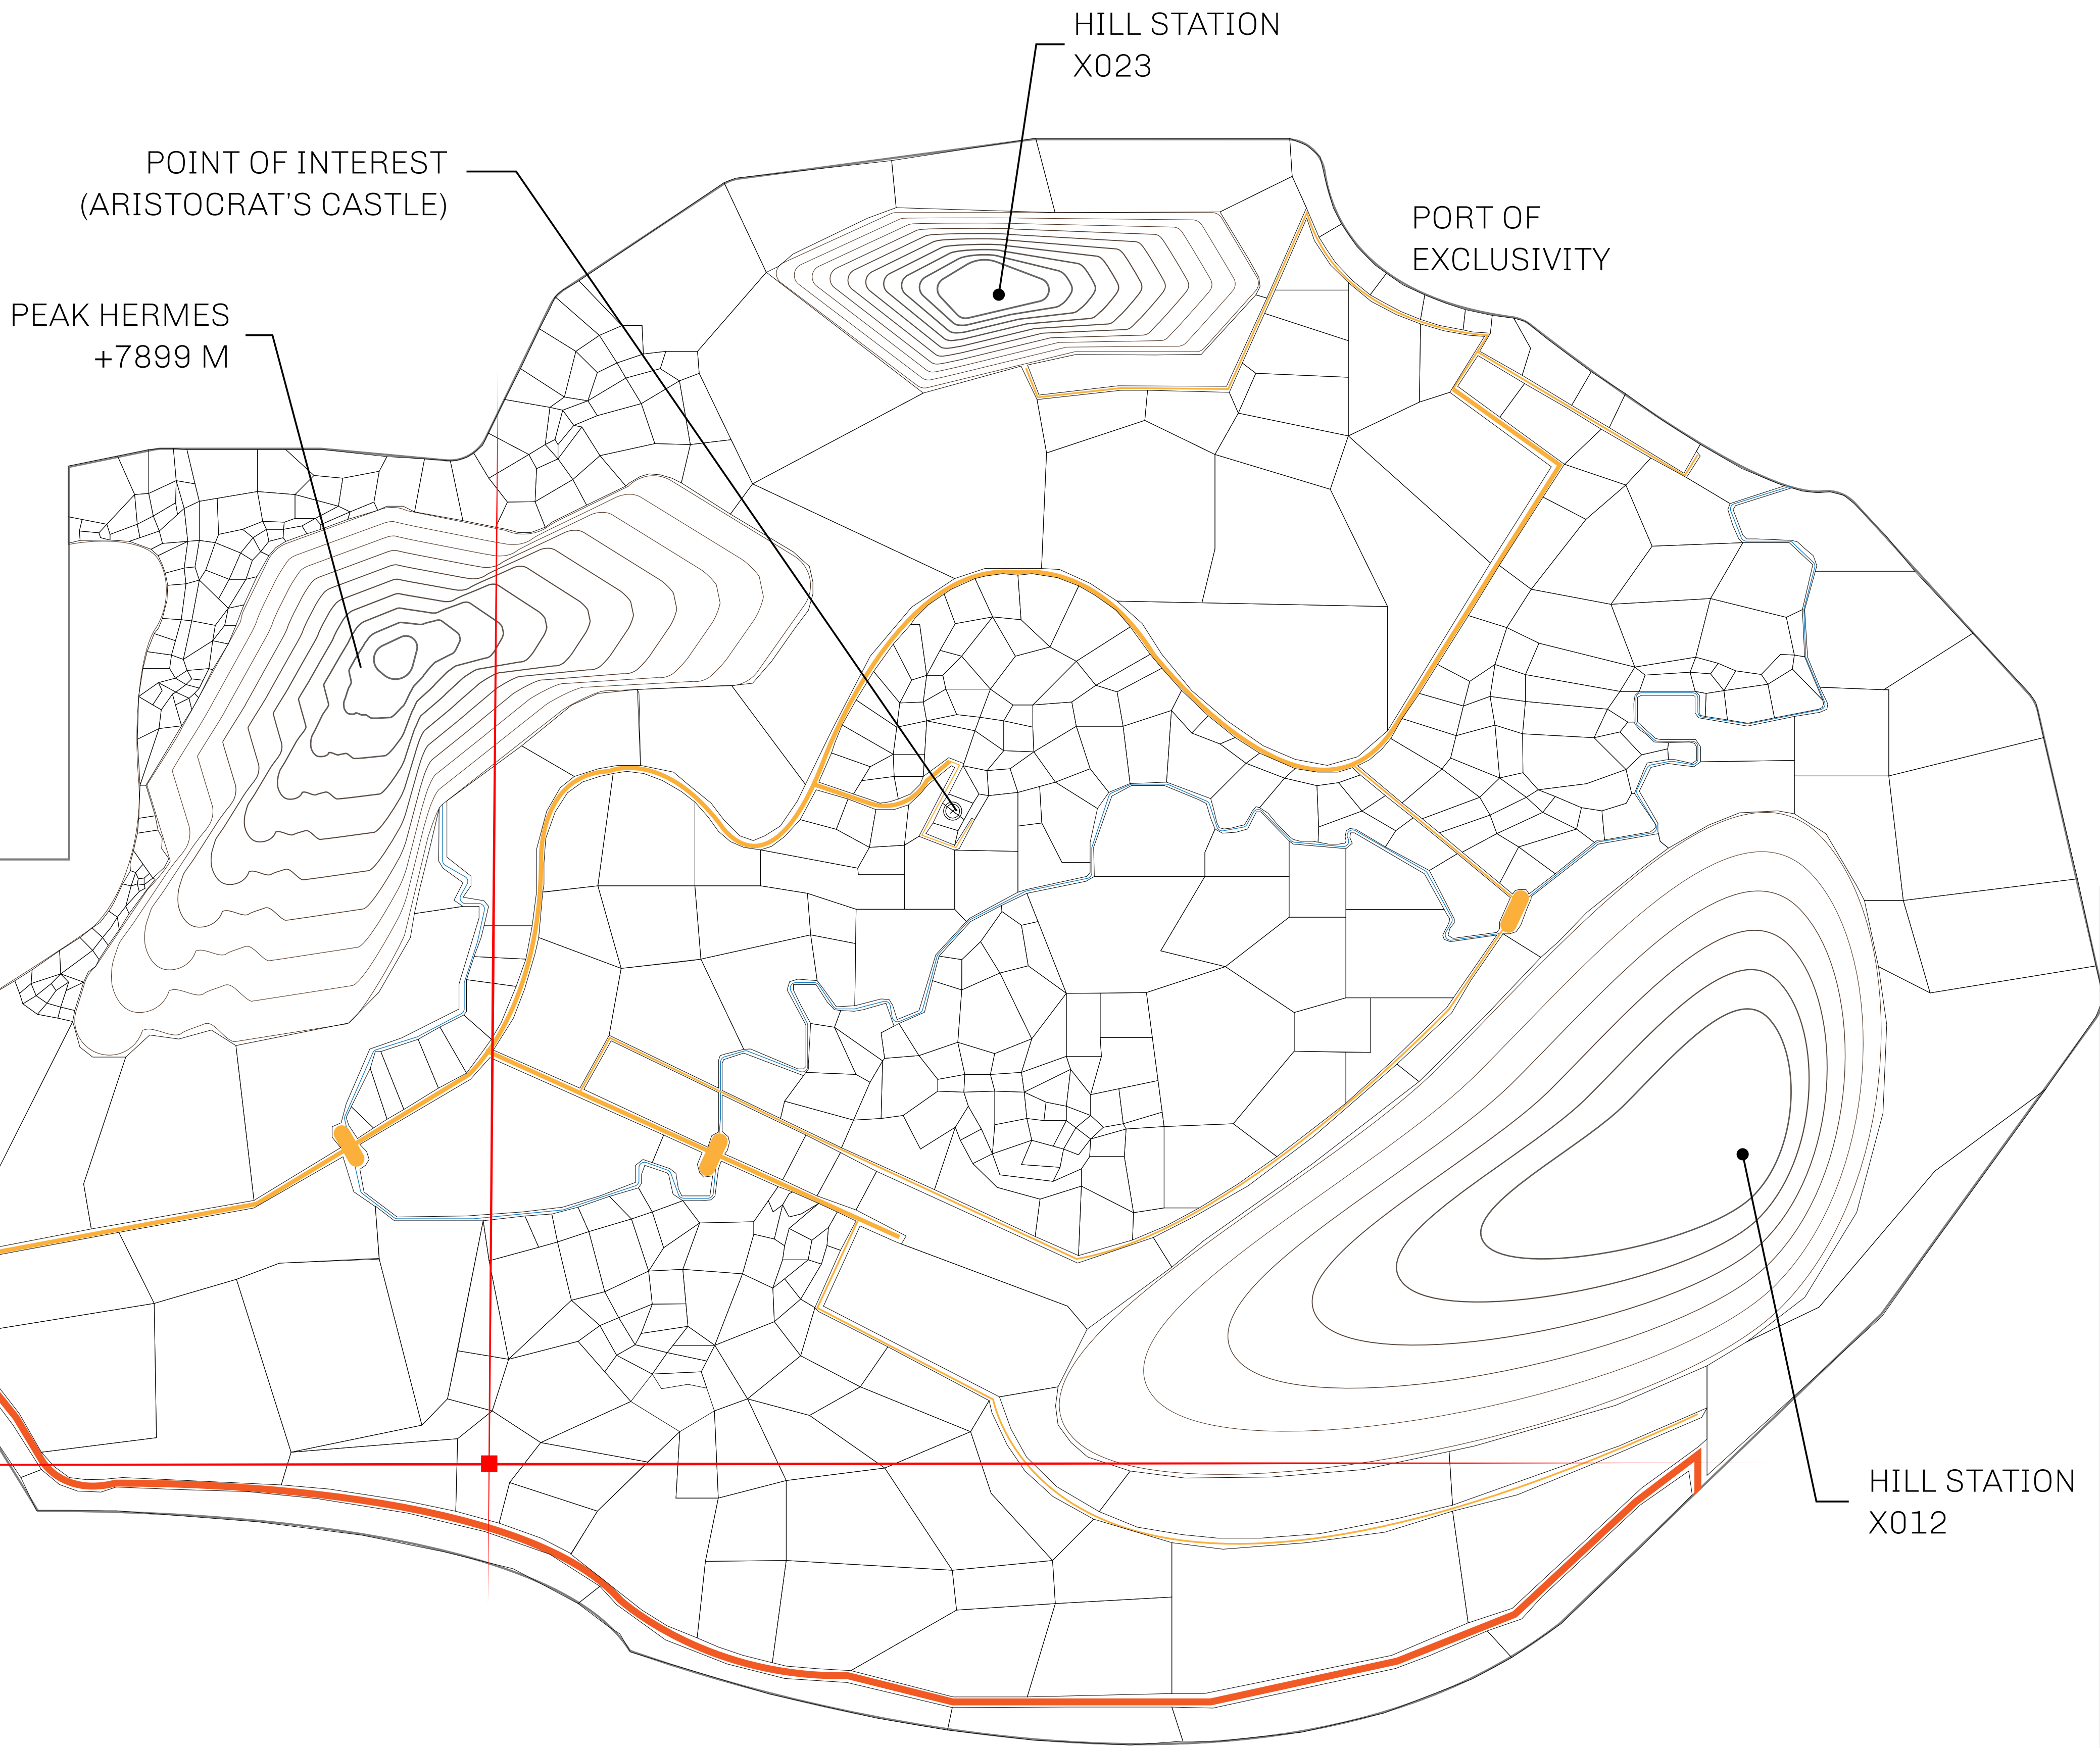 HILL STATION
X023
POINT OF INTEREST
(ARISTOCRAT'S CASTLE)
PORT OF
EXCLUSIVITY
PEAK HERMES
+7899 M
HILL STATION
X012